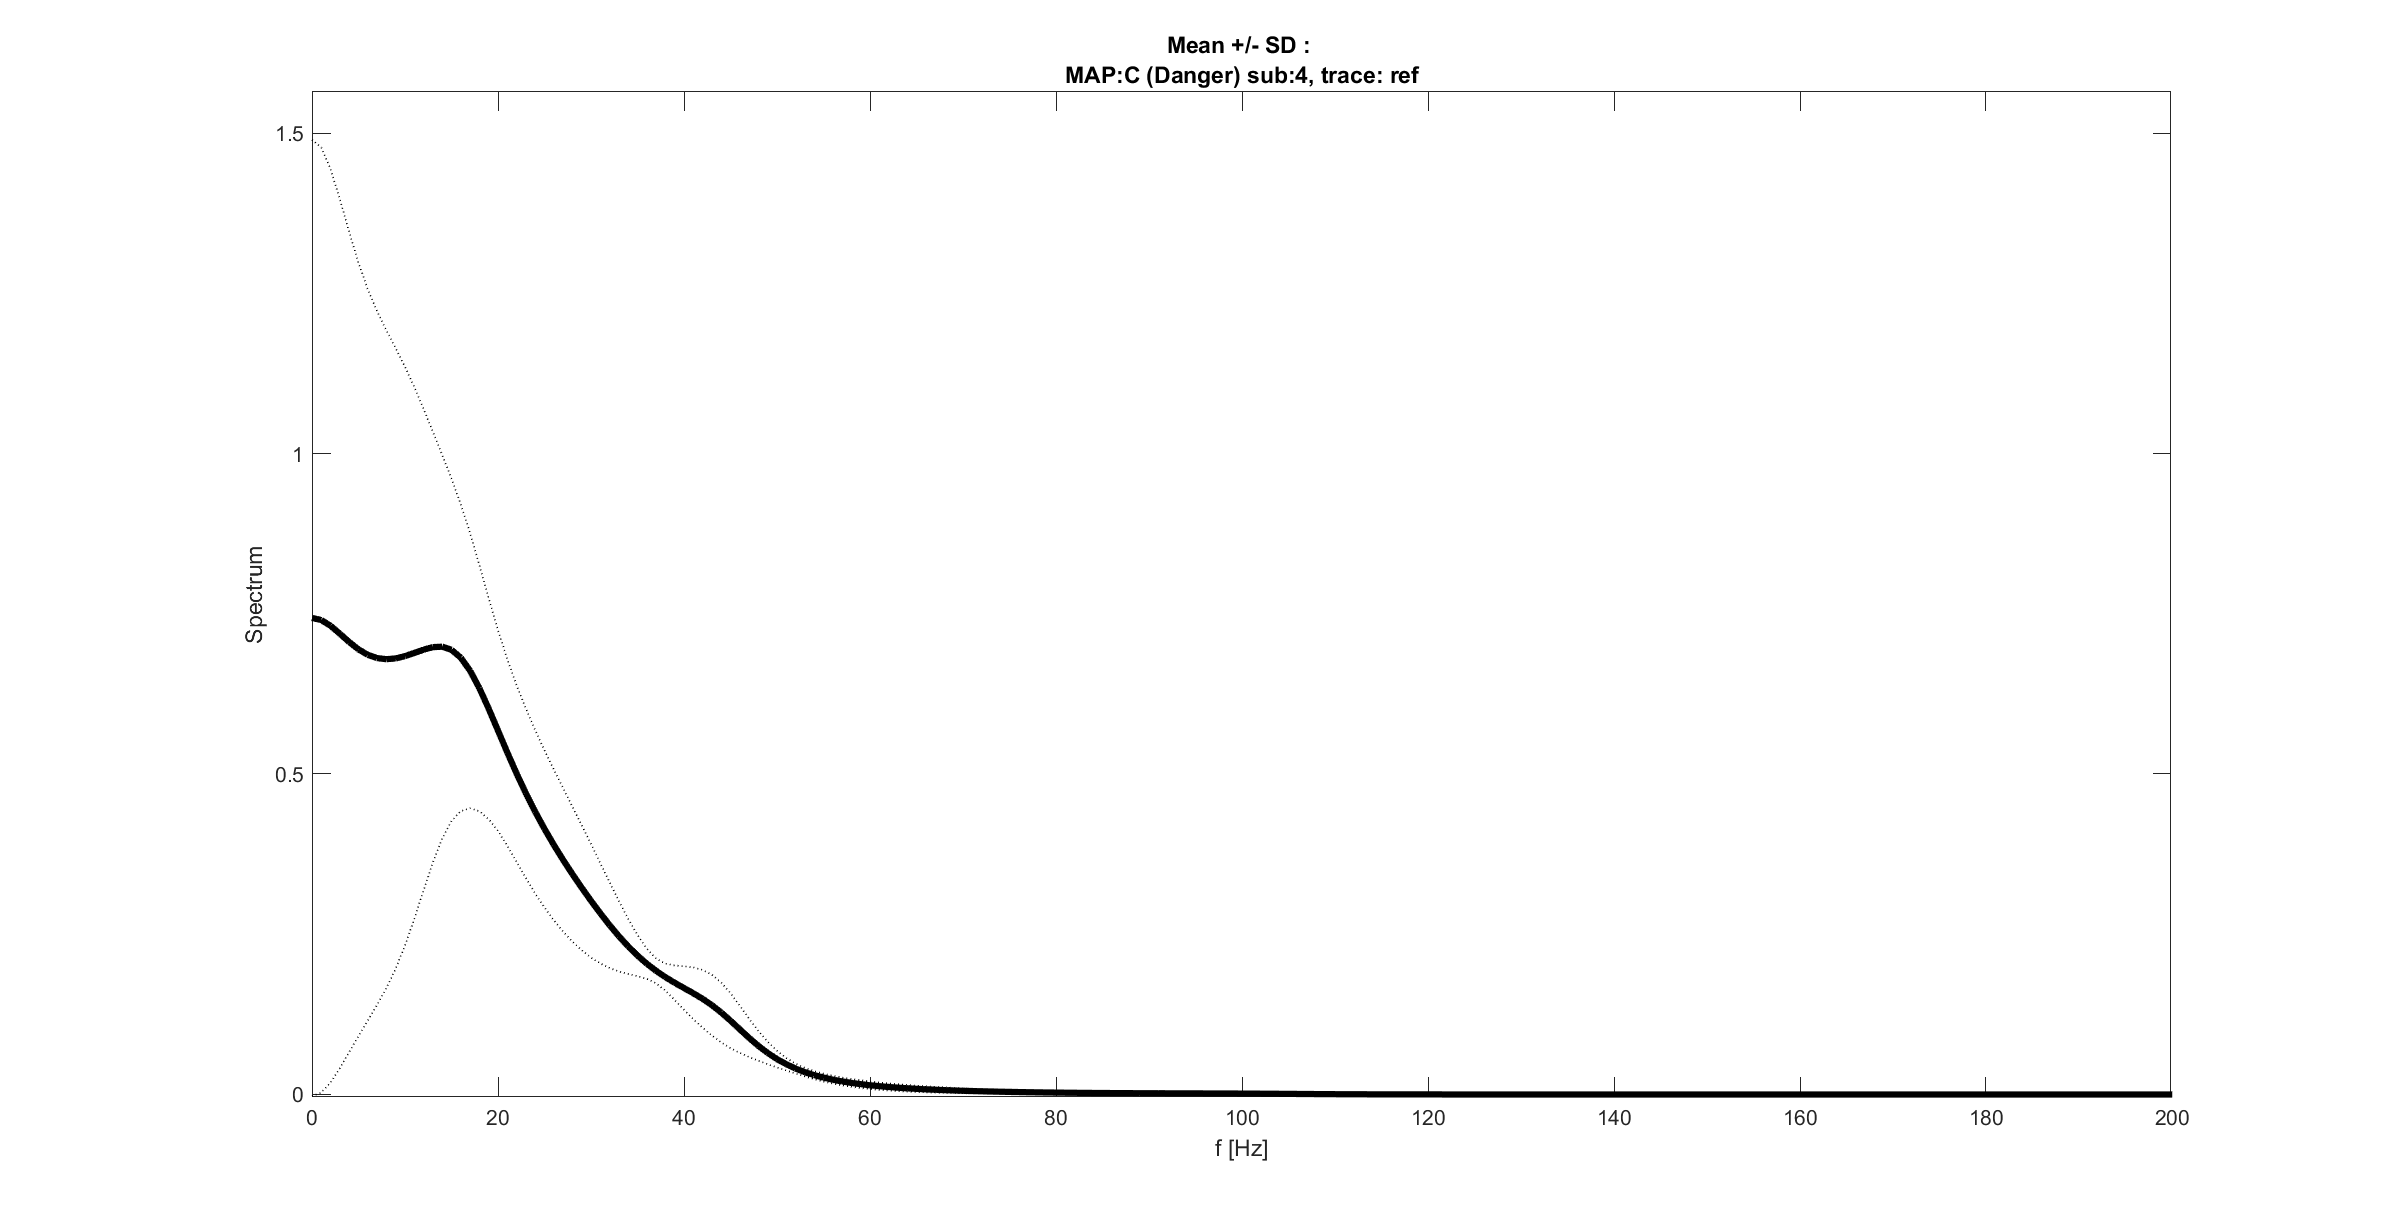 Mean +/- SD :
MAP:C (Danger) sub:4, trace: ref
1.5
1
0.5
0
Spectrum
0 20 40 60 80 100 120 140 160 180 200
f [Hz]